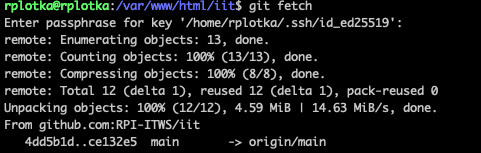 rplotka@rplotka:/var/www/html/iit$ git fetch
Enter passphrase for key '/home/rplotka/.ssh/id_ed25519':
remote: Enumerating objects: 13, done.
remote: Counting objects: 100% (13/13), done.
remote: Compressing objects: 100% (8/8), done.
remote: Total 12 (delta 1), reused 12 (delta 1), pack-reused 0
Unpacking objects: 100% (12/12), 4.59 MiB | 14.63 MiB/s, done.
From github.com:RPI-ITWS/iit
   4dd5b1d..ce132e5  main       -> origin/main